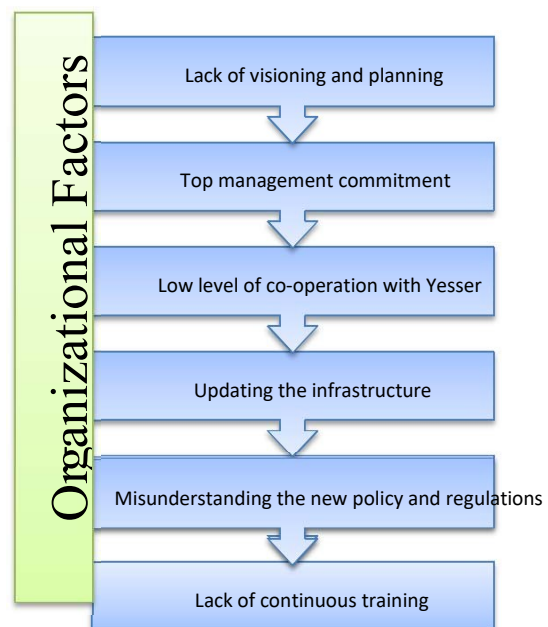 Organizational Factors
Lack of visioning and planning
Top management commitment
Low level of co-operation with Yesser
Updating the infrastructure
Misunderstanding the new policy and regulations
Lack of continuous training